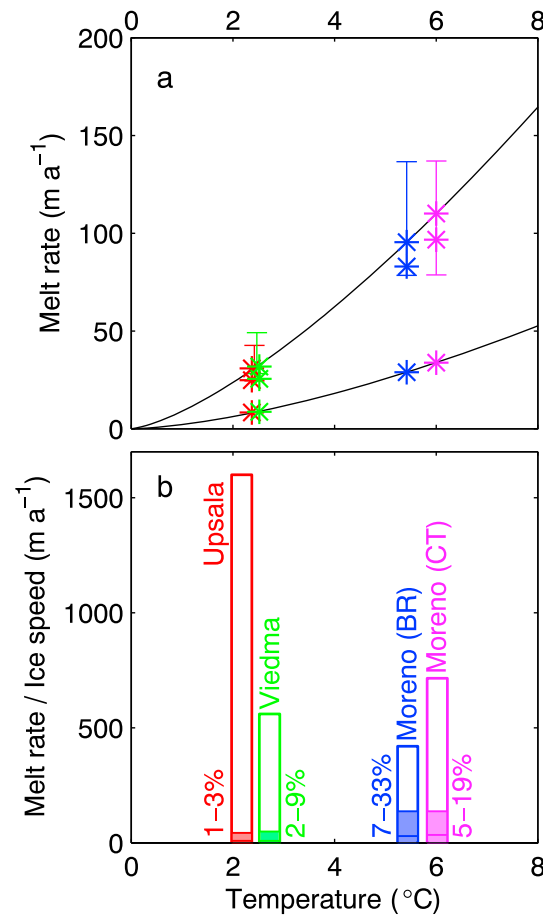 0 2 4 6 8
200
a
150
100
50
0
Melt rate (m a⁻¹)
b
1500
1000
500
0
Melt rate / Ice speed (m a⁻¹)
Upsala
Viedma
Moreno (BR)
Moreno (CT)
1−3%
2−9%
7−33%
5−19%
0 2 4 6 8
Temperature (°C)